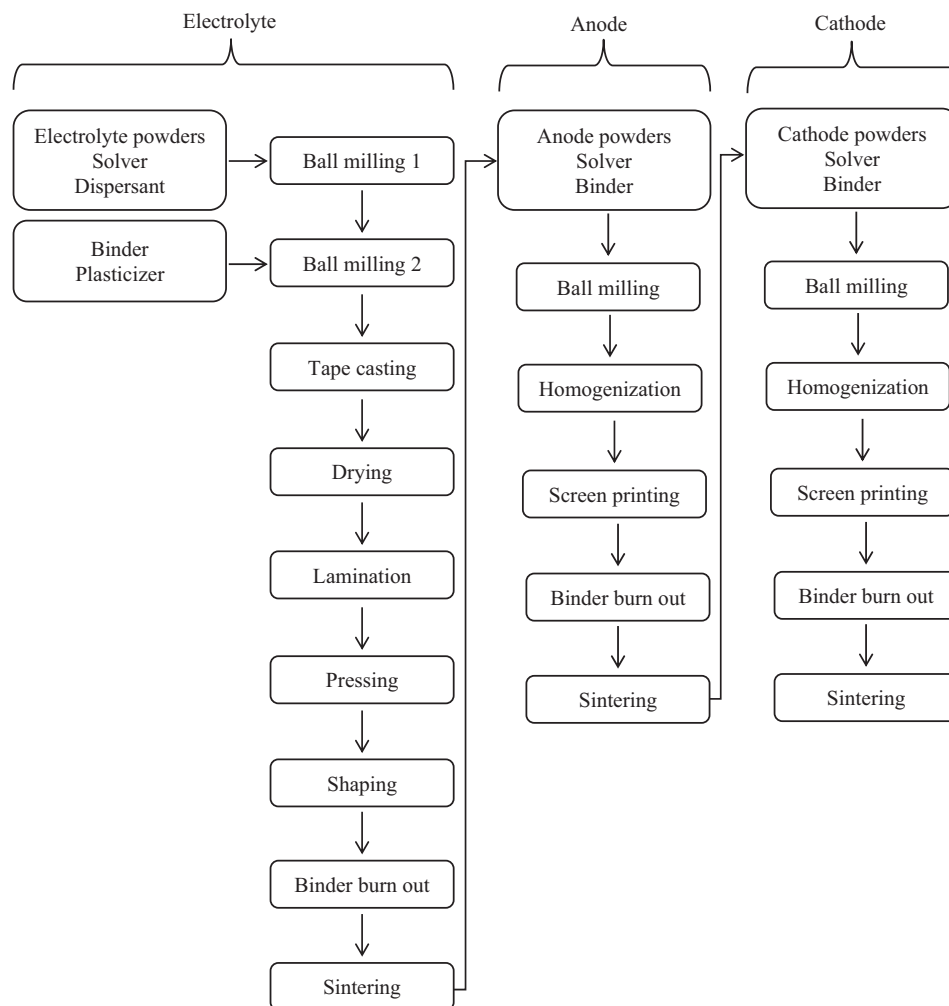 Electrolyte
Electrolyte powders
Solver
Dispersant
Ball milling 1
Binder
Plasticizer
Ball milling 2
Tape casting
Drying
Lamination
Pressing
Shaping
Binder burn out
Sintering
Anode
Anode powders
Solver
Binder
Ball milling
Homogenization
Screen printing
Binder burn out
Sintering
Cathode
Cathode powders
Solver
Binder
Ball milling
Homogenization
Screen printing
Binder burn out
Sintering